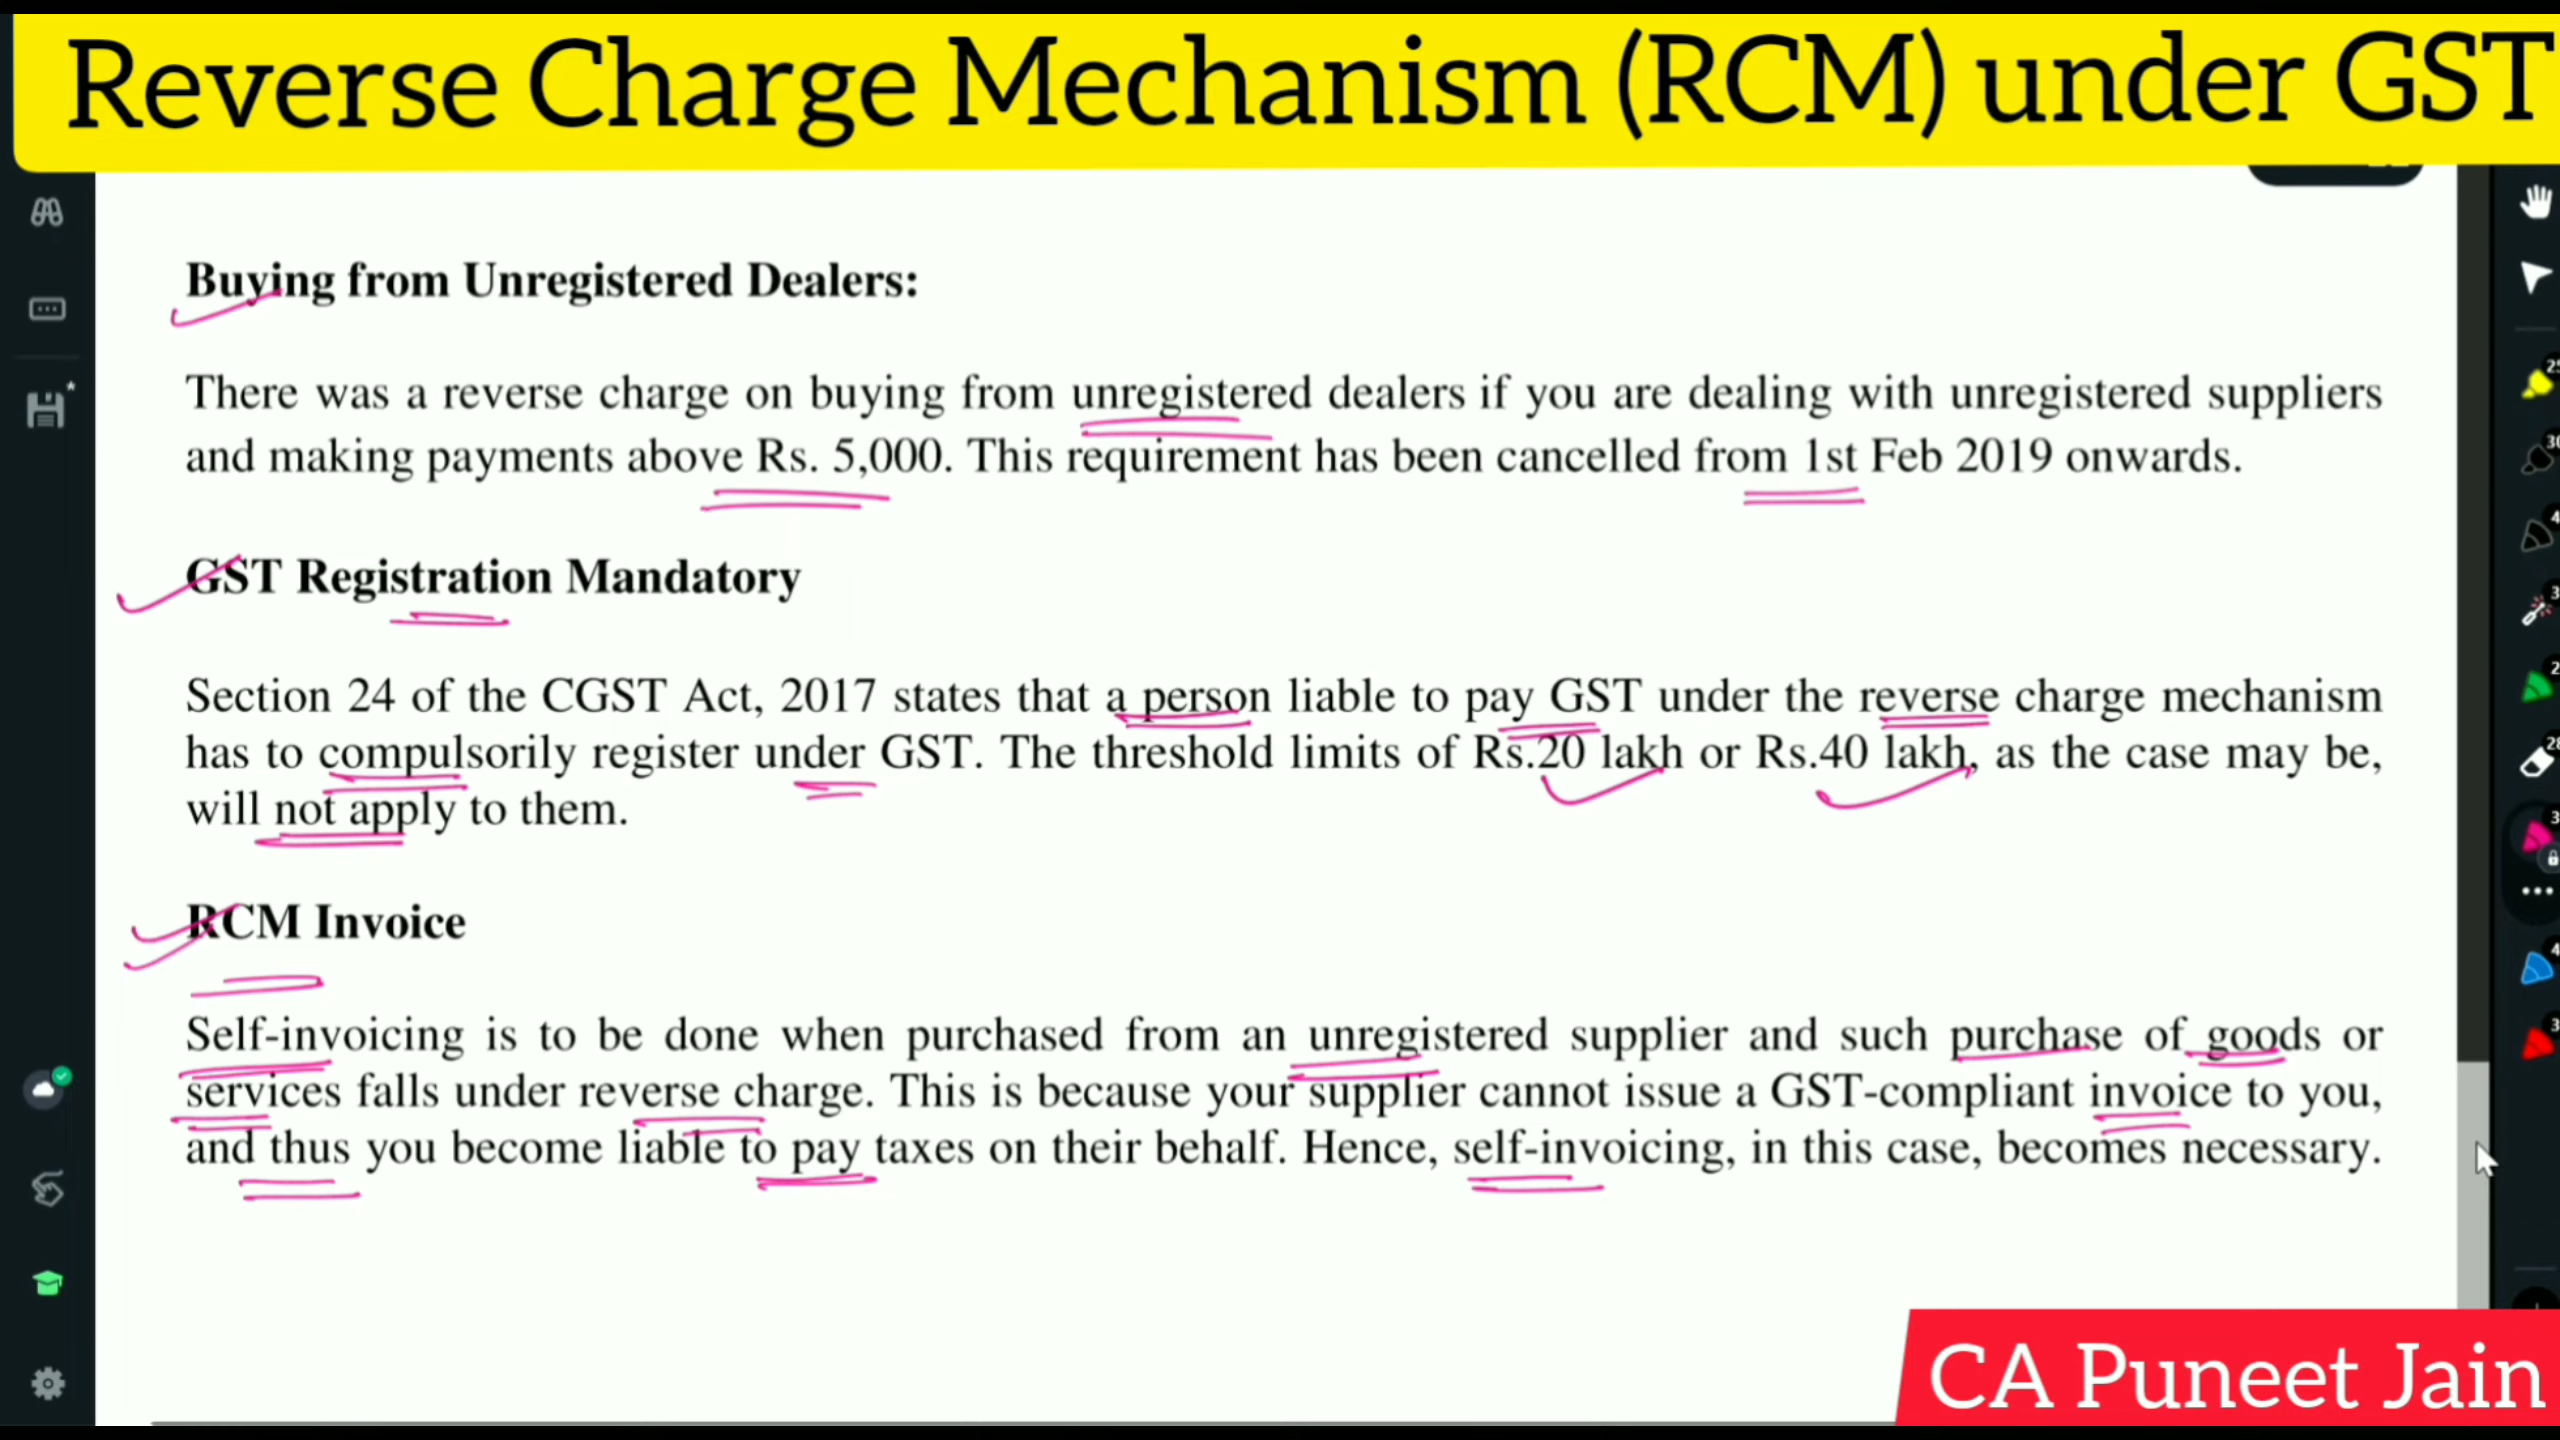 Reverse Charge Mechanism (RCM) under GST
Buying from Unregistered Dealers:
There was a reverse charge on buying from unregistered dealers if you are dealing with unregistered suppliers
and making payments above Rs. 5,000. This requirement has been cancelled from 1st Feb 2019 onwards.
GST Registration Mandatory
Section 24 of the CGST Act, 2017 states that a person liable to pay GST under the reverse charge mechanism
has to compulsorily register under GST. The threshold limits of Rs.20 lakh or Rs.40 lakh, as the case may be,
will not apply to them.
RCM Invoice
Self-invoicing is to be done when purchased from an unregistered supplier and such purchase of goods or
services falls under reverse charge. This is because your supplier cannot issue a GST-compliant invoice to you,
and thus you become liable to pay taxes on their behalf. Hence, self-invoicing, in this case, becomes necessary.
CA Puneet Jain